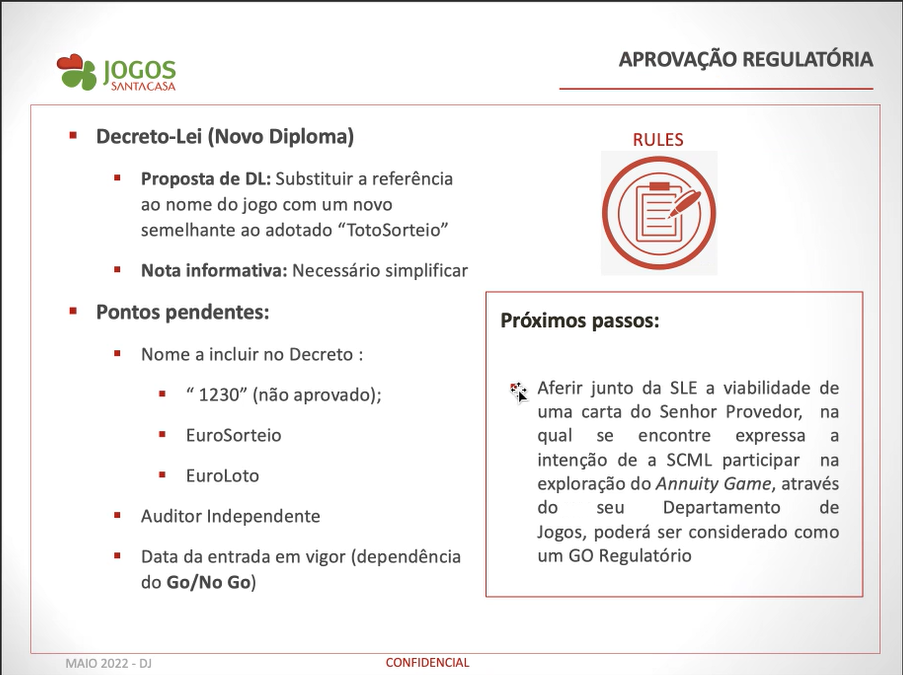 JOGOS
SANTACASA
APROVAÇÃO REGULATÓRIA
Decreto-Lei (Novo Diploma)
Proposta de DL: Substituir a referência
ao nome do jogo com um novo
semelhante ao adotado “TotoSorteio”
Nota informativa: Necessário simplificar
Pontos pendentes:
Nome a incluir no Decreto :
“ 1230” (não aprovado);
EuroSorteio
EuroLoto
Auditor Independente
Data da entrada em vigor (dependência
do Go/No Go)
RULES
Próximos passos:
Aferir junto da SLE a viabilidade de
uma carta do Senhor Provedor, na
qual se encontre expressa a
intenção de a SCML participar na
exploração do Annuity Game, através
do seu Departamento de
Jogos, poderá ser considerado como
um GO Regulatório
MAIO 2022 - DJ
CONFIDENCIAL